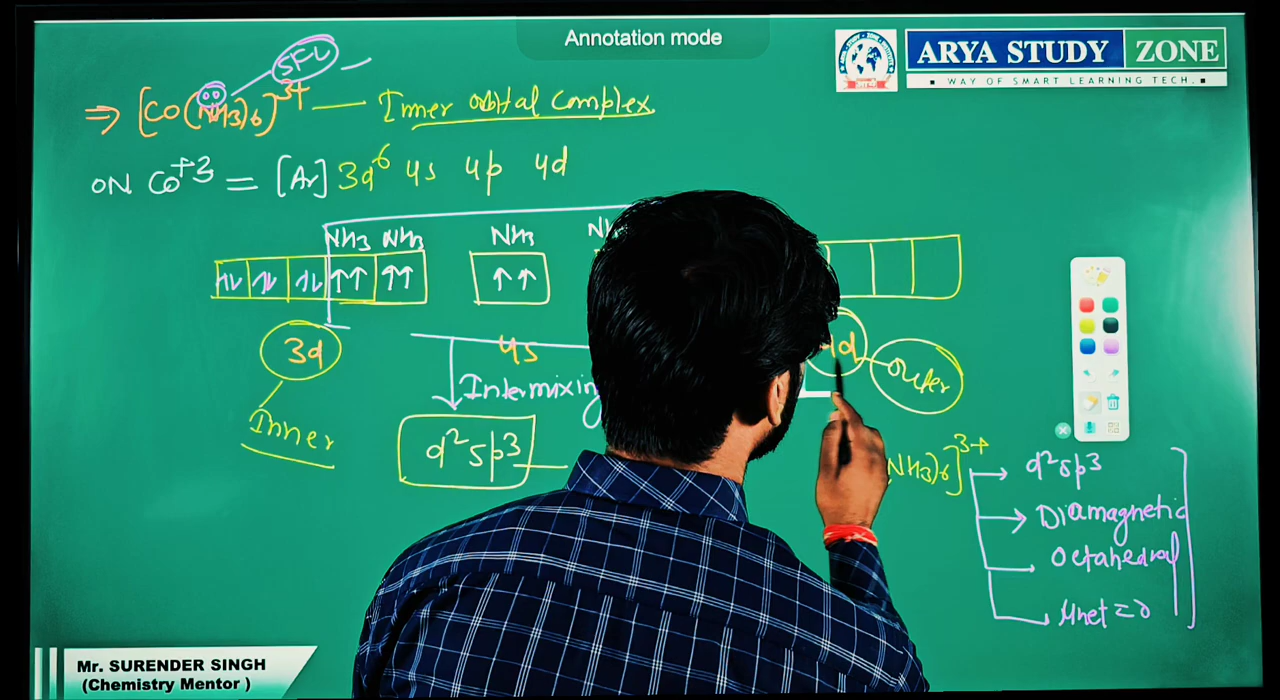 Annotation mode
ARYA STUDY ZONE
WAY OF SMART LEARNING TECH.
SFL
⇒ [Co(NH3)6]3+ — Inner orbital complex
ON Co+3 = [Ar] 3d6 4s 4p 4d
NH3 NH3 NH3
↑↓ ↑↓ ↑↓ ↑↑ ↑↑ ↑↑
3d 4s 4d outer
Inner
Intermixing
d2sp3
NH3)6]3+ → d2sp3
→ Diamagnetic
Octahedral
μnet = 0
Mr. SURENDER SINGH
(Chemistry Mentor )